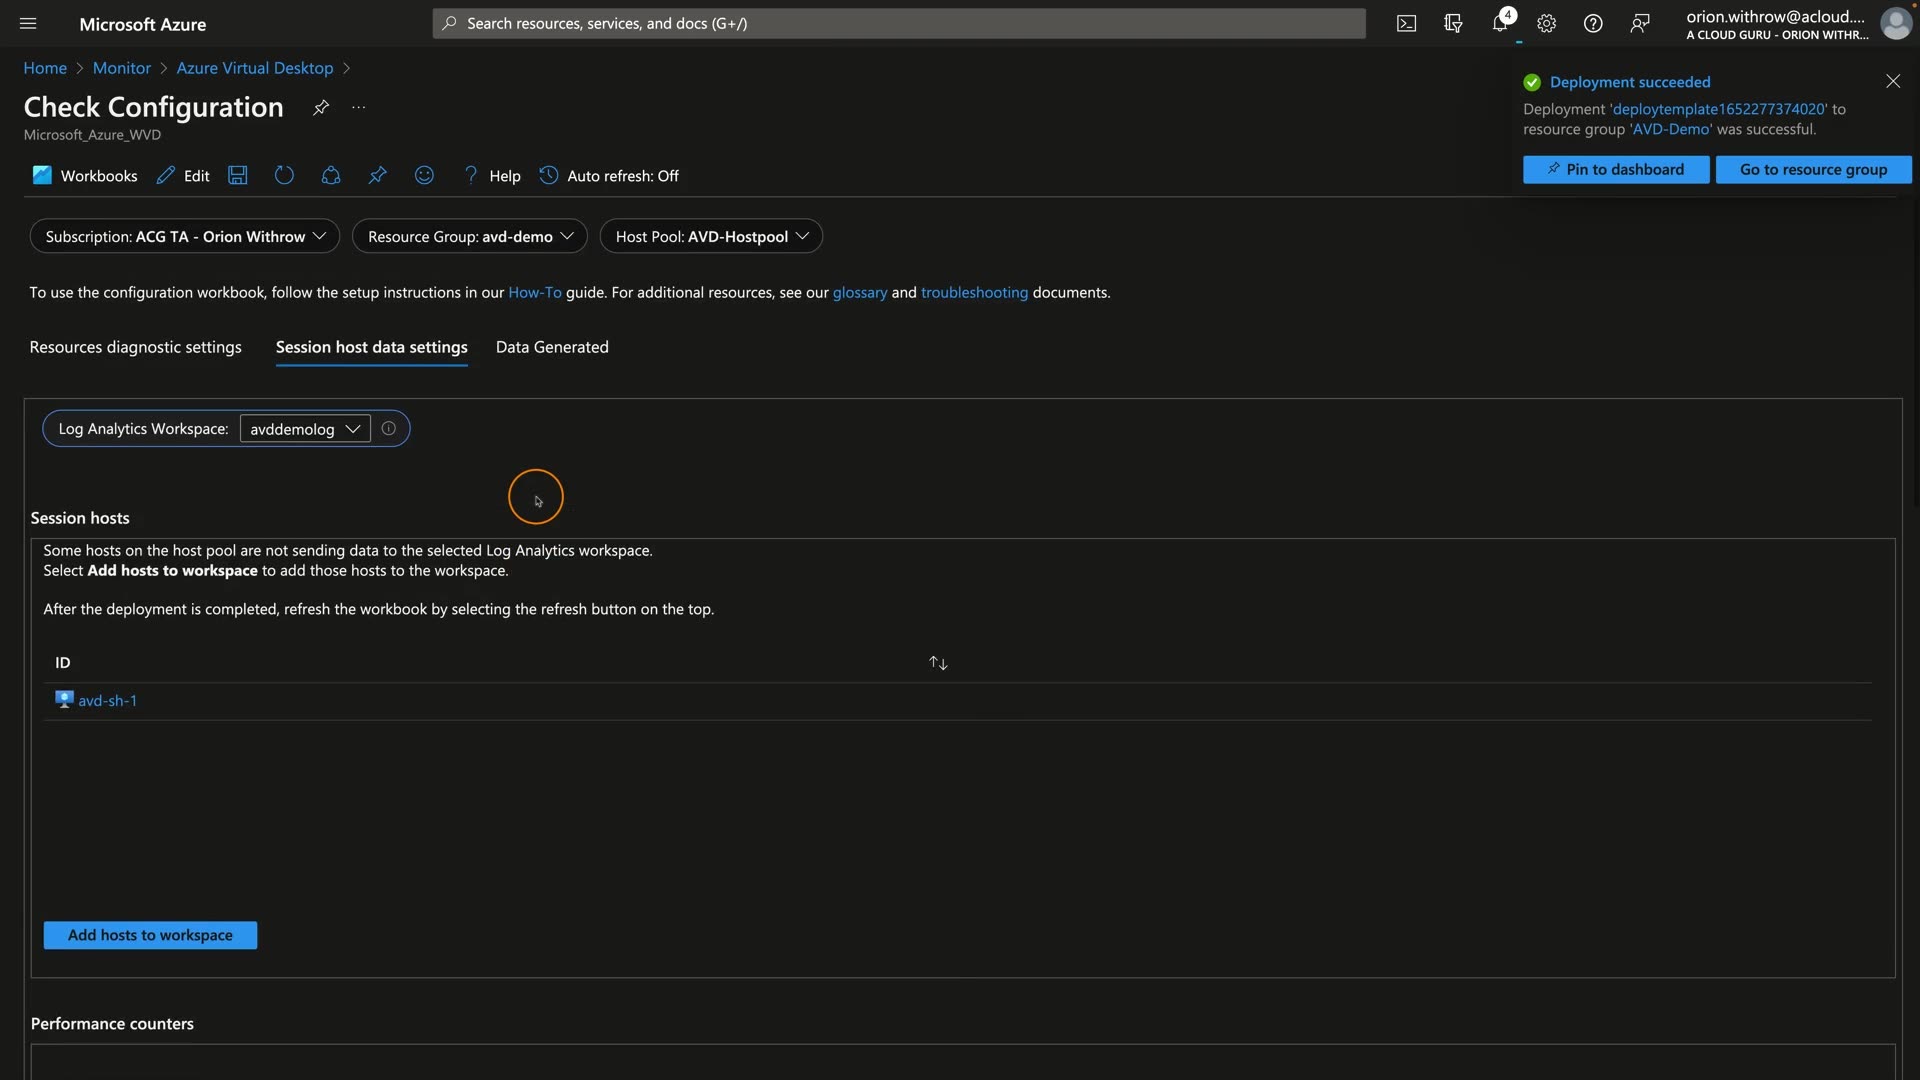 Microsoft Azure
Search resources, services, and docs (G+/)
4
orion.withrow@acloud....
A CLOUD GURU - ORION WITHR...
Home > Monitor > Azure Virtual Desktop >
Check Configuration
...
Microsoft_Azure_WVD
Deployment succeeded
Deployment 'deploytemplate1652277374020' to
resource group 'AVD-Demo' was successful.
Pin to dashboard
Go to resource group
Workbooks
Edit
? Help
Auto refresh: Off
Subscription: ACG TA - Orion Withrow
Resource Group: avd-demo
Host Pool: AVD-Hostpool
To use the configuration workbook, follow the setup instructions in our How-To guide. For additional resources, see our glossary and troubleshooting documents.
Resources diagnostic settings
Session host data settings
Data Generated
Log Analytics Workspace: avddemolog
Session hosts
Some hosts on the host pool are not sending data to the selected Log Analytics workspace.
Select Add hosts to workspace to add those hosts to the workspace.
After the deployment is completed, refresh the workbook by selecting the refresh button on the top.
ID
avd-sh-1
Add hosts to workspace
Performance counters